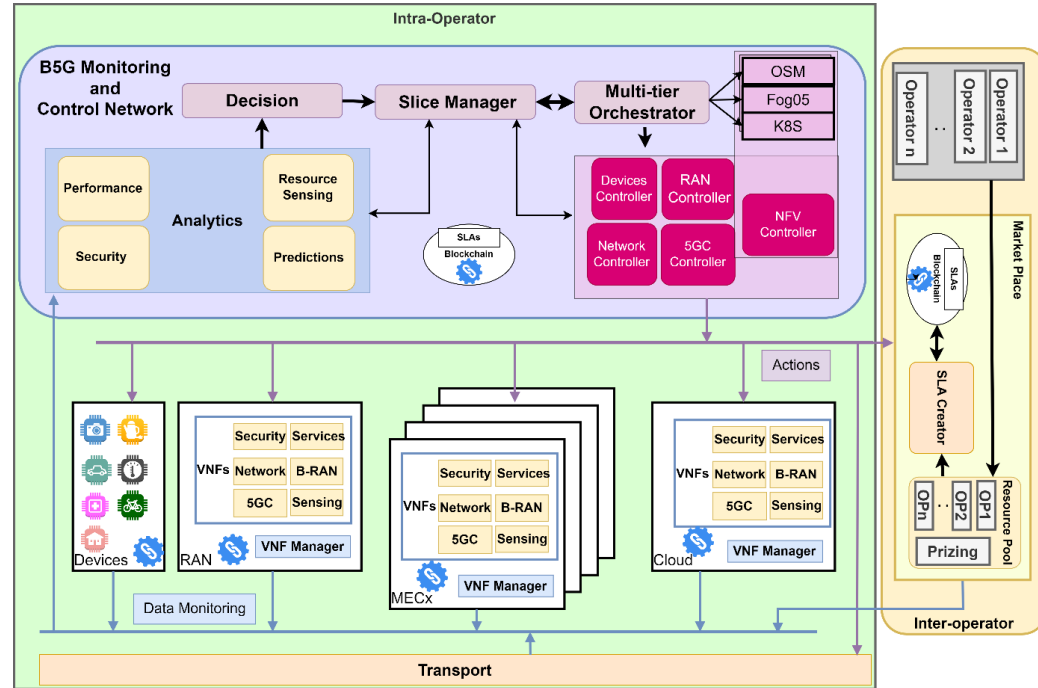 Intra-Operator
B5G Monitoring
and
Control Network
Decision
Slice Manager
Multi-tier
Orchestrator
OSM
Fog05
K8S
Performance
Resource
Sensing
Analytics
Security
Predictions
SLAs
Blockchain
Devices
Controller
RAN
Controller
NFV
Controller
Network
Controller
5GC
Controller
Actions
Devices
VNFs
Security
Services
Network
B-RAN
5GC
Sensing
VNF Manager
RAN
VNFs
Security
Services
Network
B-RAN
5GC
Sensing
VNF Manager
MECx
VNFs
Security
Services
Network
B-RAN
5GC
Sensing
VNF Manager
Cloud
Data Monitoring
Transport
Operator n
. .
Operator 2
Operator 1
Market Place
SLAs
Blockchain
SLA Creator
OPn
. .
OP2
OP1
Resource Pool
Prizing
Inter-operator